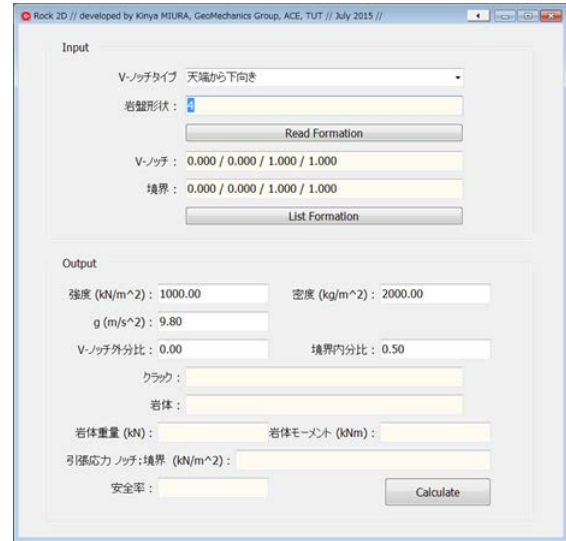 Rock 2D // developed by Kinya MIURA, GeoMechanics Group, ACE, TUT // July 2015 //
Input
V-ノッチタイプ 天端から下向き
岩盤形状 : 4
Read Formation
V-ノッチ : 0.000 / 0.000 / 1.000 / 1.000
境界 : 0.000 / 0.000 / 1.000 / 1.000
List Formation
Output
強度 (kN/m^2) : 1000.00 密度 (kg/m^2) : 2000.00
g (m/s^2) : 9.80
V-ノッチ外分比 : 0.00 境界内分比 : 0.50
クラック :
岩体 :
岩体重量 (kN) : 岩体モーメント (kNm) :
引張応力 ノッチ;境界 (kN/m^2) :
安全率 : Calculate